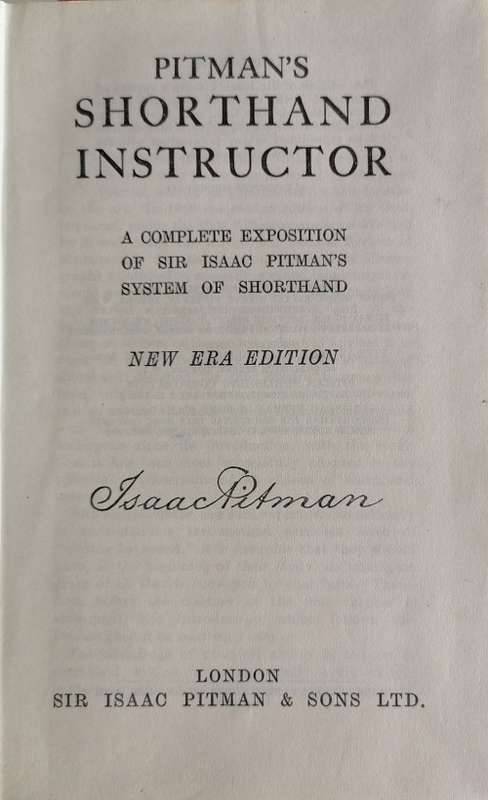 PITMAN'S
SHORTHAND
INSTRUCTOR
A COMPLETE EXPOSITION
OF SIR ISAAC PITMAN'S
SYSTEM OF SHORTHAND
NEW ERA EDITION
Isaac Pitman
LONDON
SIR ISAAC PITMAN & SONS LTD.